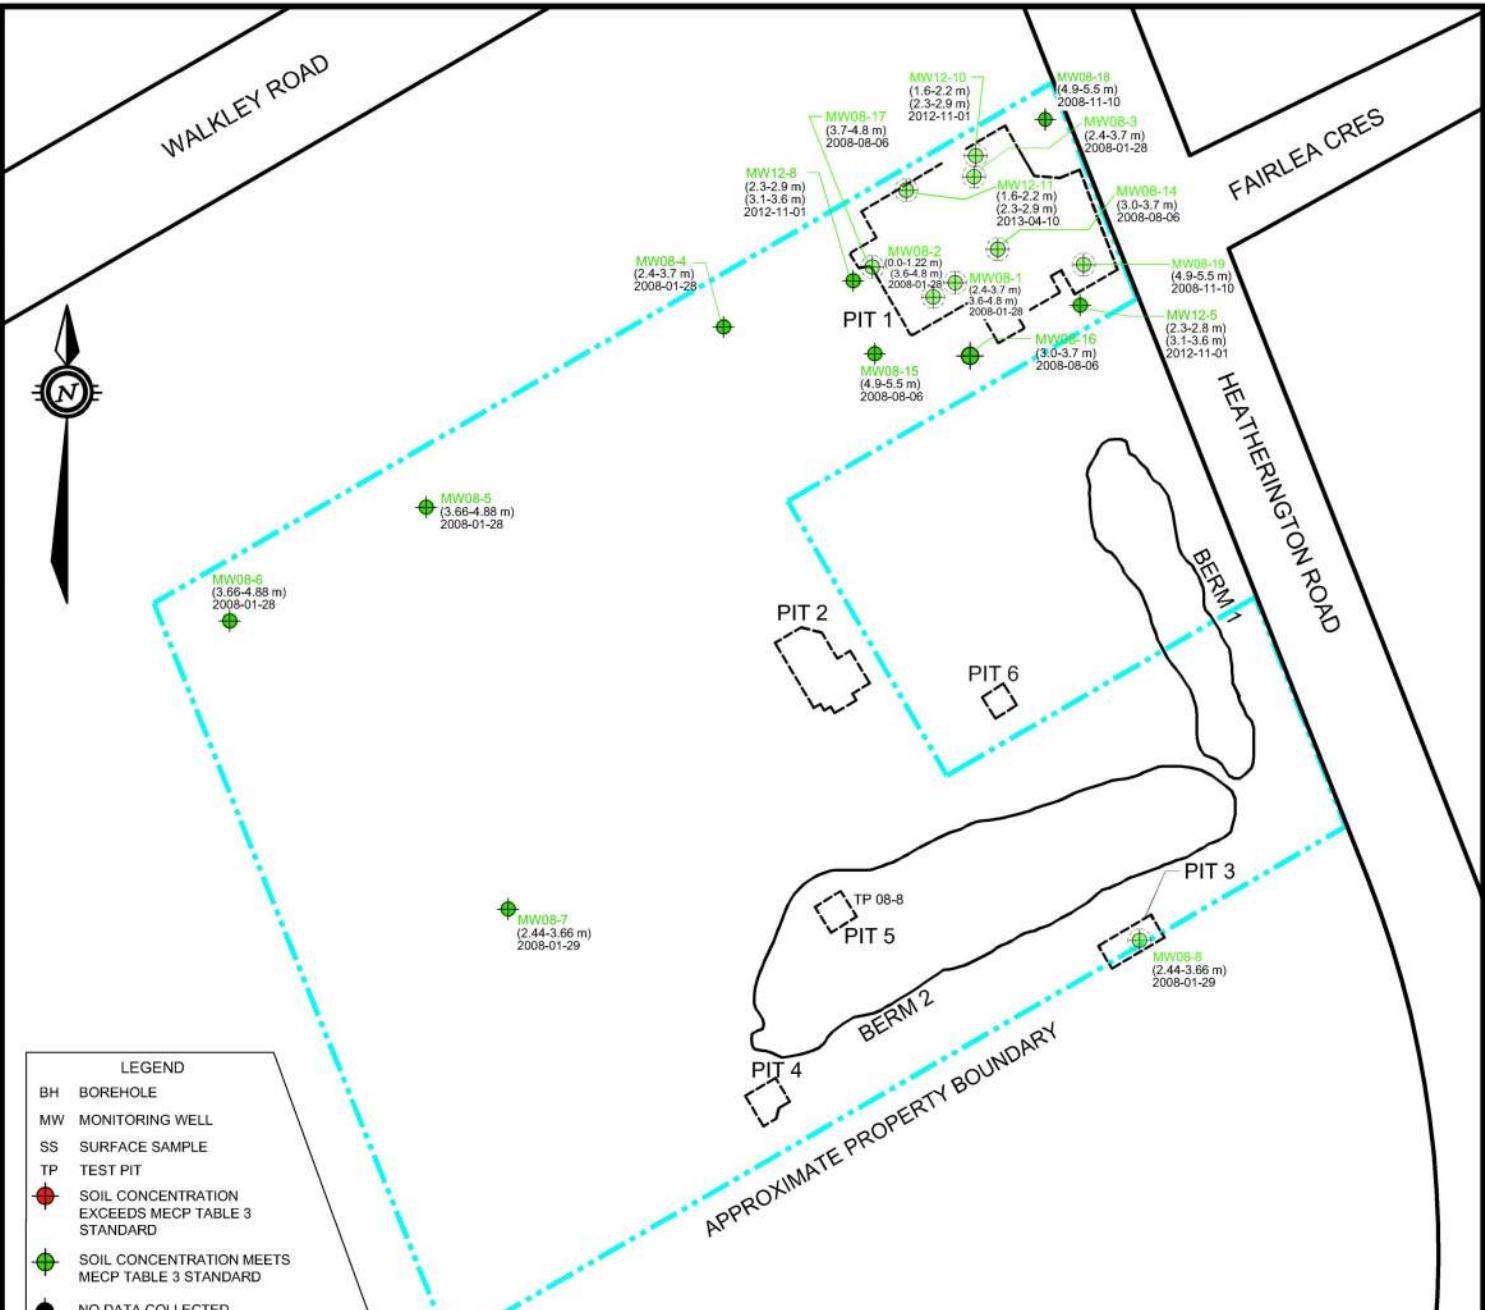 WALKLEY ROAD
MW12-10
(1.6-2.2 m)
(2.3-2.9 m)
2012-11-01
MW08-18
(4.9-5.5 m)
2008-11-10
MW08-17
(3.7-4.8 m)
2008-08-06
MW08-3
(2.4-3.7 m)
2008-01-28
FAIRLEA CRES
MW12-8
(2.3-2.9 m)
(3.1-3.6 m)
2012-11-01
MW12-11
(1.6-2.2 m)
(2.3-2.9 m)
2013-04-10
MW08-14
(3.0-3.7 m)
2008-08-06
MW08-4
(2.4-3.7 m)
2008-01-28
MW08-2
(0.0-1.22 m)
(3.6-4.8 m)
2008-01-28
MW08-1
(2.4-3.7 m)
3.6-4.8 m)
2008-01-28
MW08-19
(4.9-5.5 m)
2008-11-10
PIT 1
MW12-5
(2.3-2.8 m)
(3.1-3.6 m)
2012-11-01
MW08-16
(3.0-3.7 m)
2008-08-06
MW08-15
(4.9-5.5 m)
2008-08-06
N
HEATHERINGTON ROAD
MW08-5
(3.66-4.88 m)
2008-01-28
MW08-6
(3.66-4.88 m)
2008-01-28
BERM 1
PIT 2
PIT 6
PIT 3
TP 08-8
PIT 5
MW08-7
(2.44-3.66 m)
2008-01-29
MW08-8
(2.44-3.66 m)
2008-01-29
BERM 2
PIT 4
APPROXIMATE PROPERTY BOUNDARY
LEGEND
BH BOREHOLE
MW MONITORING WELL
SS SURFACE SAMPLE
TP TEST PIT
SOIL CONCENTRATION
EXCEEDS MECP TABLE 3
STANDARD
SOIL CONCENTRATION MEETS
MECP TABLE 3 STANDARD
NO DATA COLLECTED